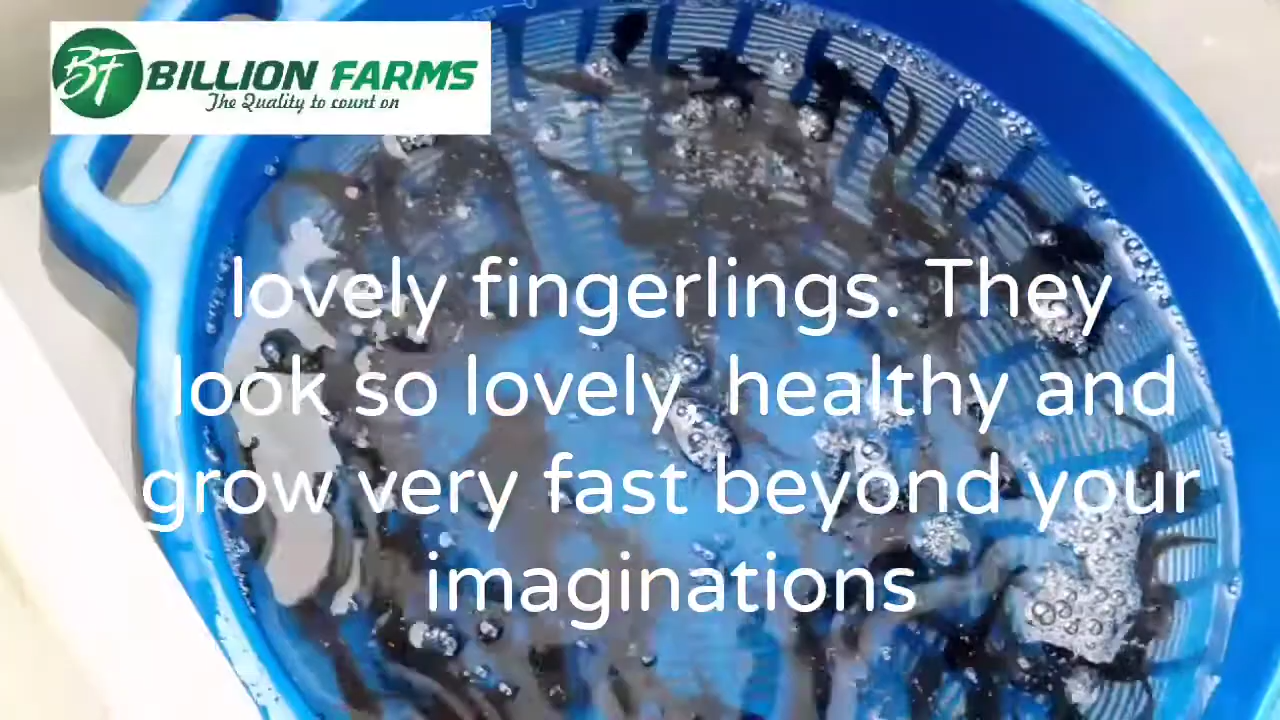 BF BILLION FARMS
The Quality to count on
lovely fingerlings. They
look so lovely, healthy and
grow very fast beyond your
imaginations